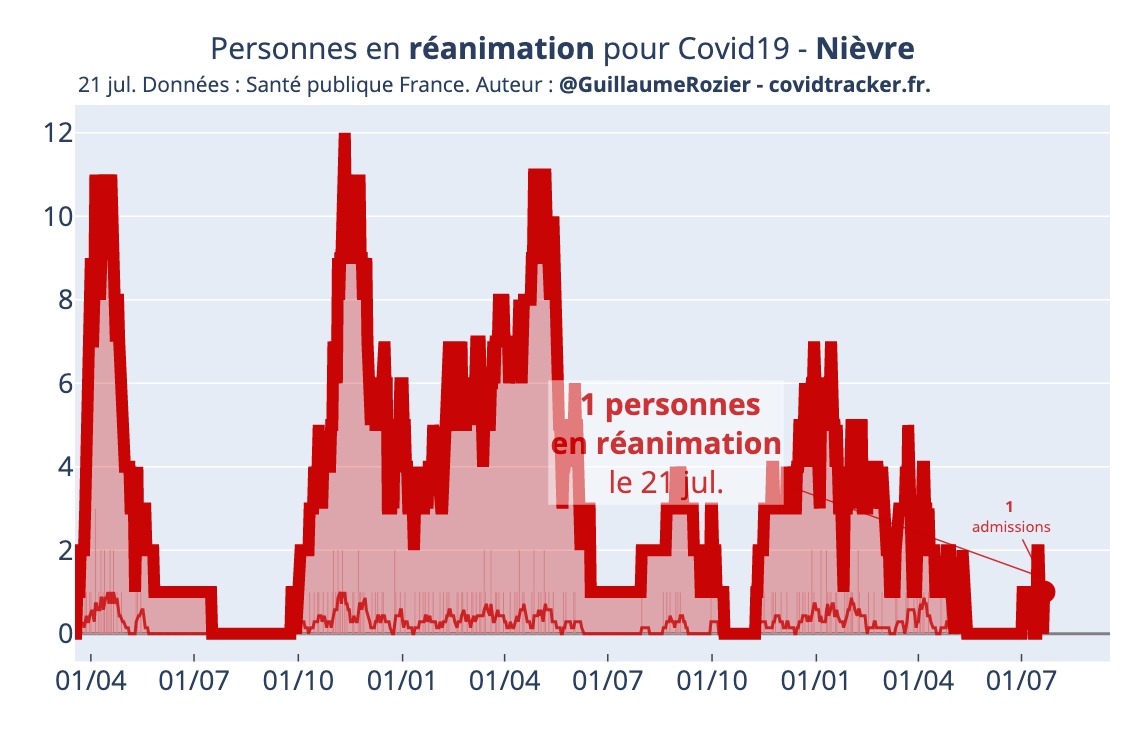 Personnes en réanimation pour Covid19 - Nièvre
21 jul. Données : Santé publique France. Auteur : @GuillaumeRozier - covidtracker.fr.
12
10
8
6
4
2
0
1 personnes
en réanimation
le 21 jul.
1
admissions
01/04 01/07 01/10 01/01 01/04 01/07 01/10 01/01 01/04 01/07